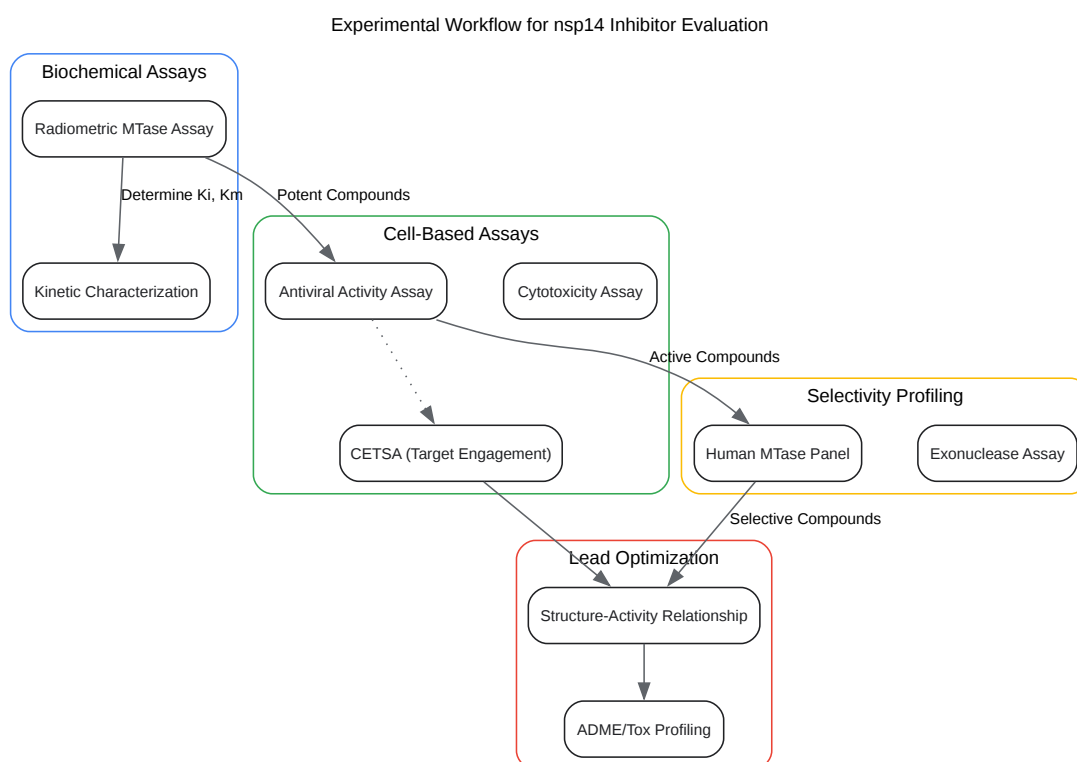 Experimental Workflow for nsp14 Inhibitor Evaluation
Biochemical Assays
Radiometric MTase Assay
Determine Ki, Km
Potent Compounds
Cell-Based Assays
Kinetic Characterization
Antiviral Activity Assay
Cytotoxicity Assay
Active Compounds
Selectivity Profiling
CETSA (Target Engagement)
Human MTase Panel
Exonuclease Assay
Selective Compounds
Lead Optimization
Structure-Activity Relationship
ADME/Tox Profiling